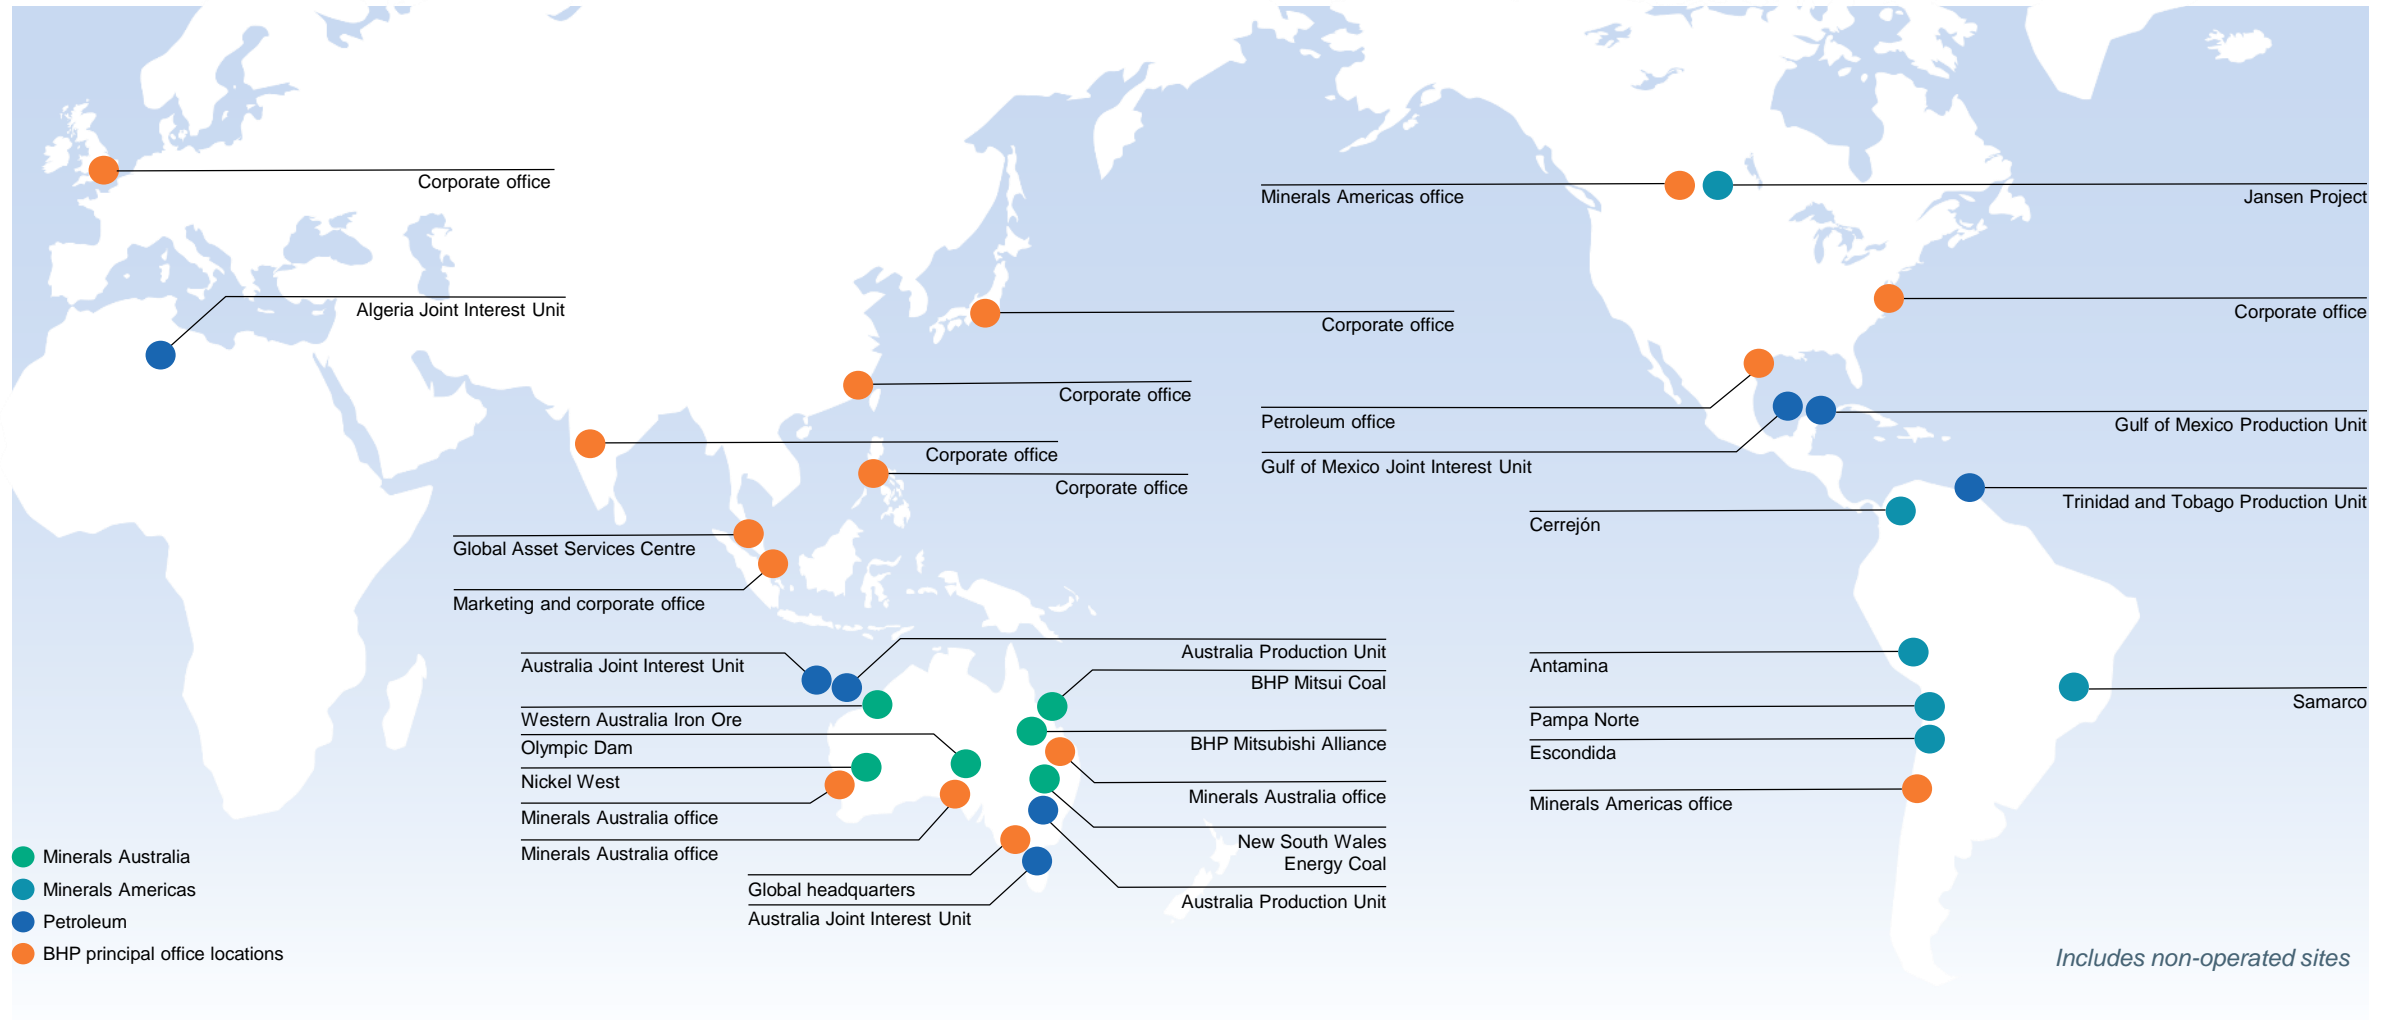 Corporate office
Minerals Americas office
Jansen Project
Algeria Joint Interest Unit
Corporate office
Corporate office
Corporate office
Petroleum office
Gulf of Mexico Production Unit
Corporate office
Gulf of Mexico Joint Interest Unit
Corporate office
Trinidad and Tobago Production Unit
Cerrejón
Global Asset Services Centre
Marketing and corporate office
Australia Production Unit
Australia Joint Interest Unit
Antamina
BHP Mitsui Coal
Samarco
Western Australia Iron Ore
Pampa Norte
Olympic Dam
BHP Mitsubishi Alliance
Escondida
Nickel West
Minerals Australia office
Minerals Americas office
Minerals Australia office
Minerals Australia office
New South Wales
Energy Coal
Global headquarters
Australia Production Unit
Australia Joint Interest Unit
Minerals Australia
Minerals Americas
Petroleum
BHP principal office locations
Includes non-operated sites